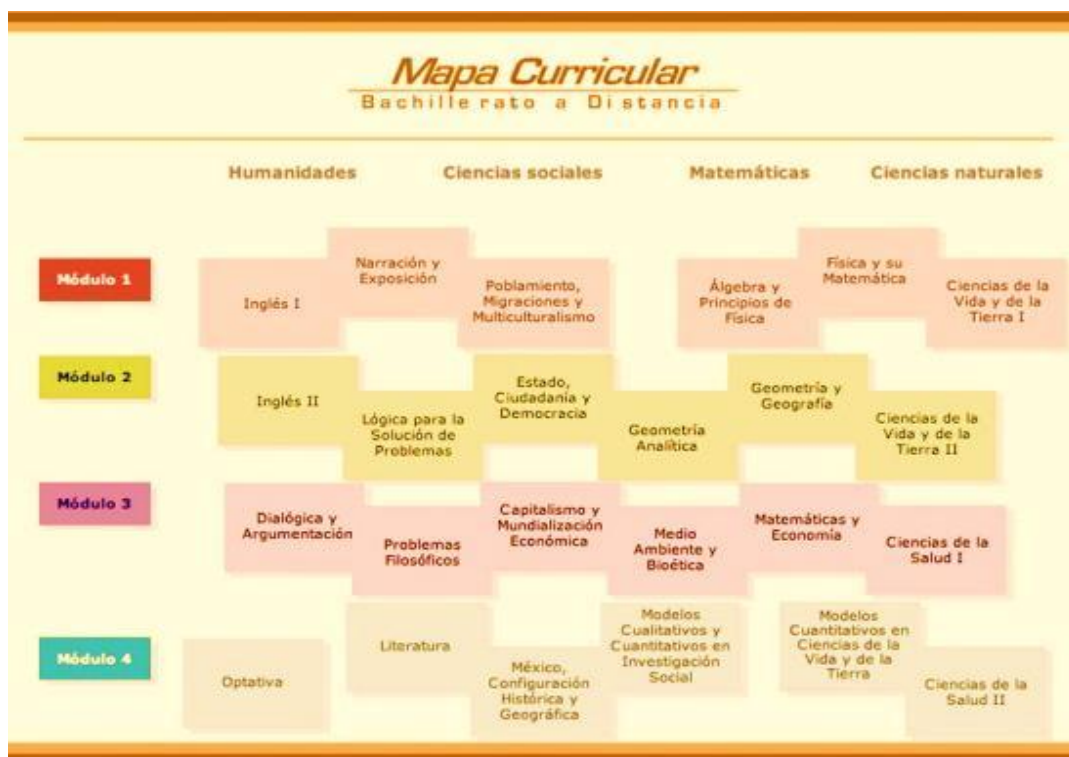 Mapa Curricular
Bachillerato a Distancia
Humanidades
Ciencias sociales
Matemáticas
Ciencias naturales
Módulo 1
Inglés I
Narración y
Exposición
Poblamiento,
Migraciones y
Multiculturalismo
Álgebra y
Principios de
Física
Física y su
Matemática
Ciencias de la
Vida y de la
Tierra I
Módulo 2
Inglés II
Lógica para la
Solución de
Problemas
Estado,
Ciudadanía y
Democracia
Geometría
Analítica
Geometría y
Geografía
Ciencias de la
Vida y de la
Tierra II
Módulo 3
Dialógica y
Argumentación
Problemas
Filosóficos
Capitalismo y
Mundialización
Económica
Medio
Ambiente y
Bioética
Matemáticas y
Economía
Ciencias de la
Salud I
Módulo 4
Optativa
Literatura
México,
Configuración
Histórica y
Geográfica
Modelos
Cualitativos y
Cuantitativos en
Investigación
Social
Modelos
Cuantitativos en
Ciencias de la
Vida y de la
Tierra
Ciencias de la
Salud II